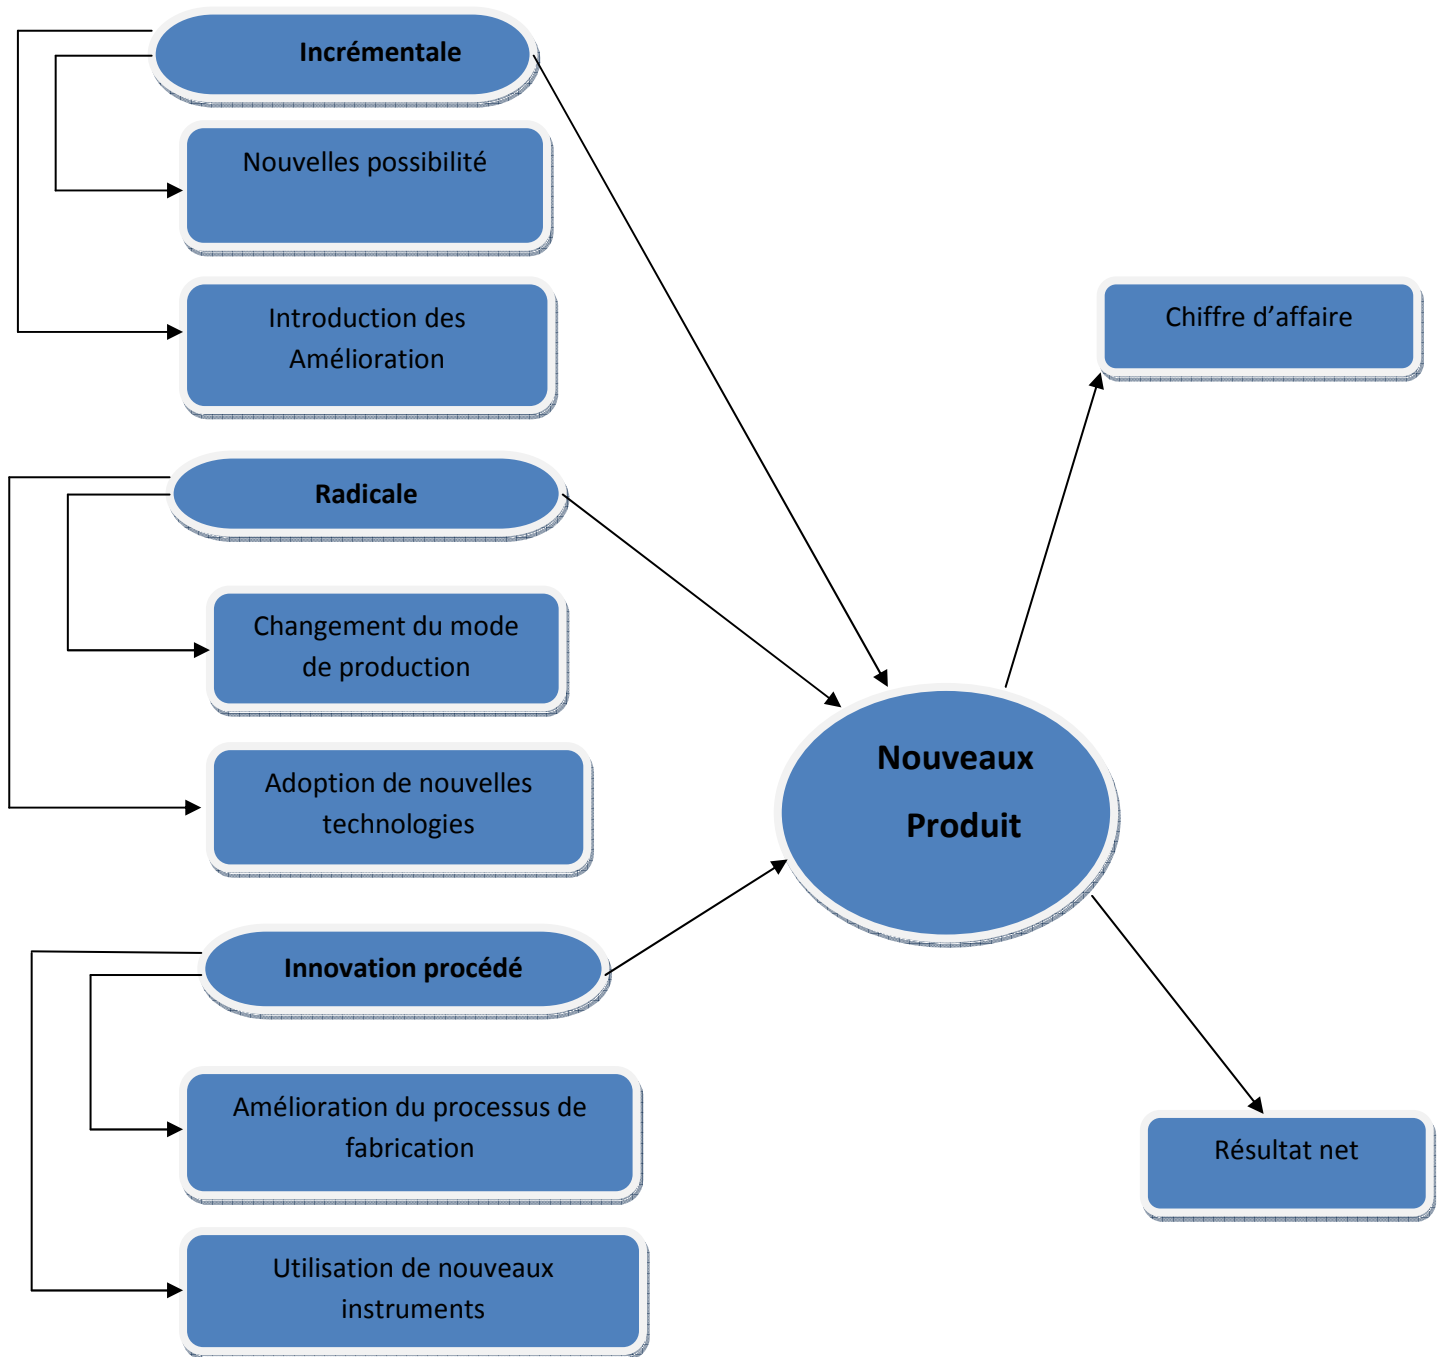 Incrémentale
Nouvelles possibilité
Introduction des
Amélioration
Radicale
Changement du mode
de production
Adoption de nouvelles
technologies
Innovation procédé
Amélioration du processus de
fabrication
Utilisation de nouveaux
instruments
Nouveaux
Produit
Chiffre d’affaire
Résultat net